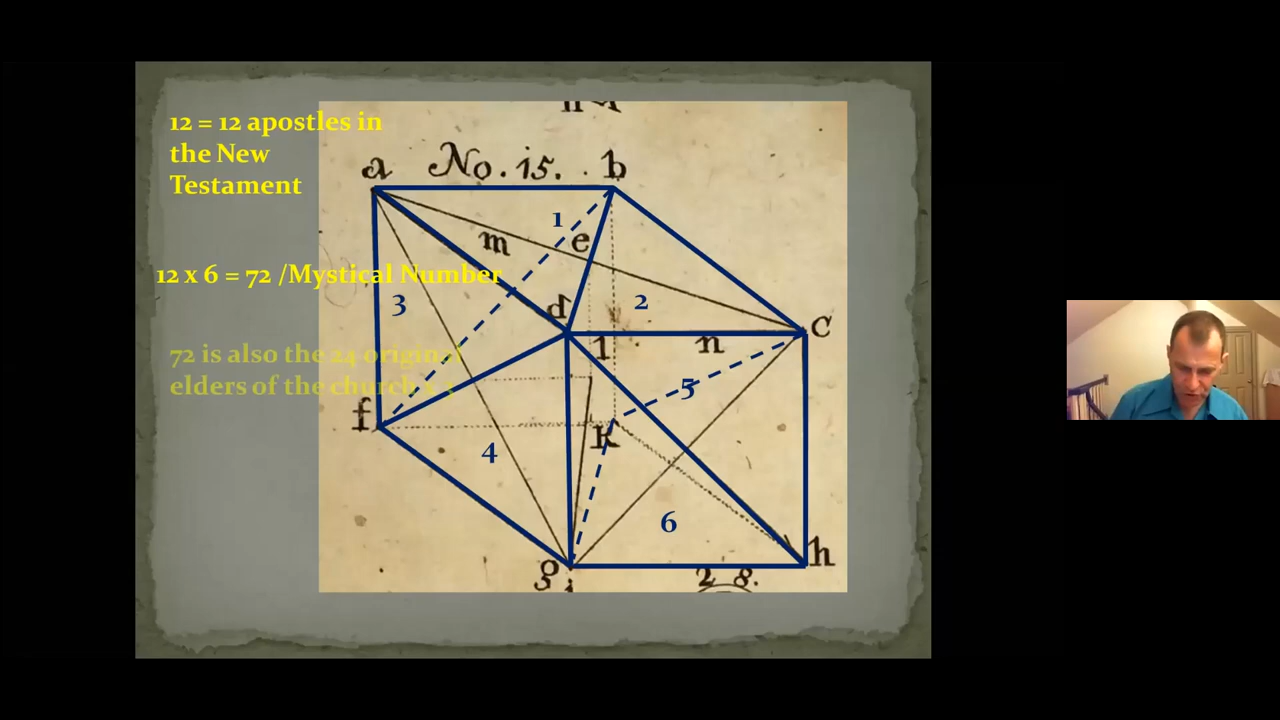 12 = 12 apostles in
the New
Testament
12 x 6 = 72 /Mystical Number
72 is also the 24 original
elders of the church x 3
a No. 15. b
1
m e
3 d 2 c
l n
5
f k
4
6
g h
2 8.